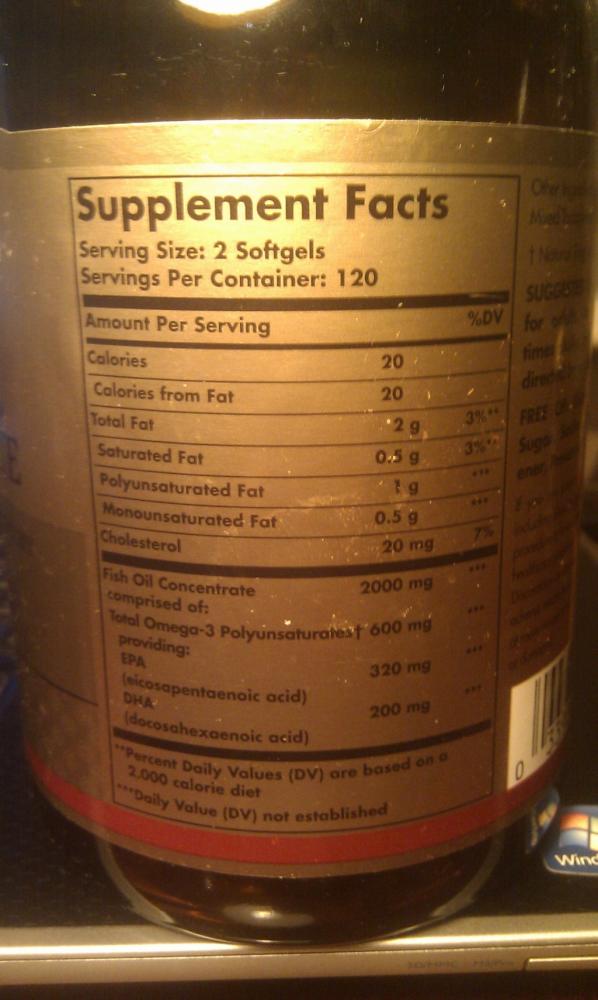 Supplement Facts
Serving Size: 2 Softgels
Servings Per Container: 120
Amount Per Serving %DV
Calories 20
Calories from Fat 20
Total Fat 2 g 3%**
Saturated Fat 0.5 g 3%**
Polyunsaturated Fat 1 g ***
Monounsaturated Fat 0.5 g ***
Cholesterol 20 mg 7%
Fish Oil Concentrate 2000 mg ***
comprised of:
Total Omega-3 Polyunsaturates† 600 mg ***
providing:
EPA 320 mg ***
(eicosapentaenoic acid)
DHA 200 mg ***
(docosahexaenoic acid)
**Percent Daily Values (DV) are based on a
2,000 calorie diet
***Daily Value (DV) not established
Other
Mixed
†
for
FREE
0
E